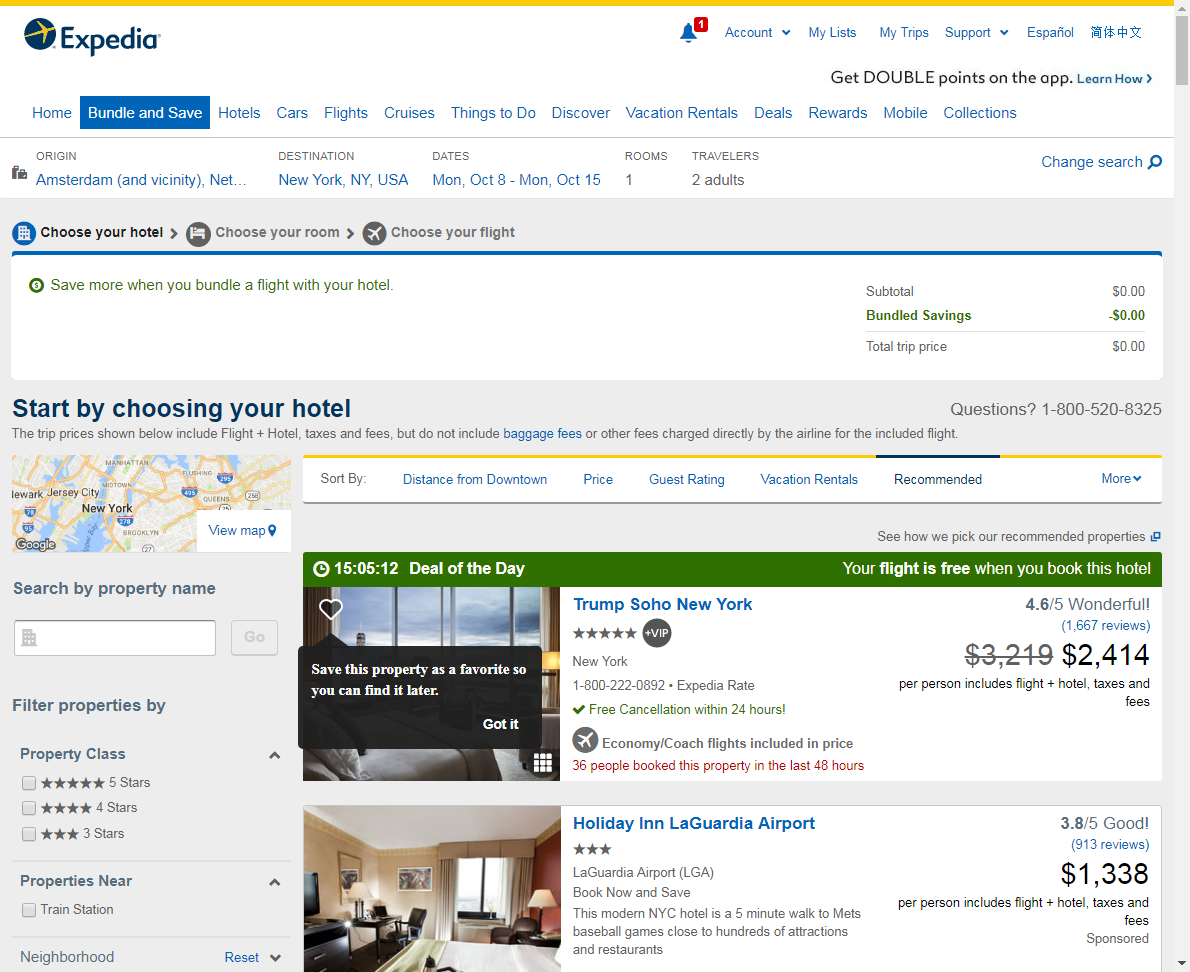 Expedia
1
Account
My Lists
My Trips
Support
Español
简体中文
Get DOUBLE points on the app. Learn How
Home
Bundle and Save
Hotels
Cars
Flights
Cruises
Things to Do
Discover
Vacation Rentals
Deals
Rewards
Mobile
Collections
ORIGIN
Amsterdam (and vicinity), Net...
DESTINATION
New York, NY, USA
DATES
Mon, Oct 8 - Mon, Oct 15
ROOMS
1
TRAVELERS
2 adults
Change search
Choose your hotel
Choose your room
Choose your flight
Save more when you bundle a flight with your hotel.
Subtotal $0.00
Bundled Savings -$0.00
Total trip price $0.00
Start by choosing your hotel
Questions? 1-800-520-8325
The trip prices shown below include Flight + Hotel, taxes and fees, but do not include baggage fees or other fees charged directly by the airline for the included flight.
MANHATTAN
FLUSHING
295
lewark
Jersey City
MIDTOWN
495
QUEENS
258
New York
78
278
95
BROOKLYN
27
Google
View map
Sort By:
Distance from Downtown
Price
Guest Rating
Vacation Rentals
Recommended
More
See how we pick our recommended properties
Search by property name
Go
Filter properties by
Property Class
5 Stars
4 Stars
3 Stars
Properties Near
Train Station
Neighborhood
Reset
15:05:12 Deal of the Day
Your flight is free when you book this hotel
Save this property as a favorite so
you can find it later.
Got it
Trump Soho New York
+VIP
New York
1-800-222-0892 • Expedia Rate
Free Cancellation within 24 hours!
Economy/Coach flights included in price
36 people booked this property in the last 48 hours
4.6/5 Wonderful!
(1,667 reviews)
$3,219 $2,414
per person includes flight + hotel, taxes and
fees
Holiday Inn LaGuardia Airport
LaGuardia Airport (LGA)
Book Now and Save
This modern NYC hotel is a 5 minute walk to Mets
baseball games close to hundreds of attractions
and restaurants
3.8/5 Good!
(913 reviews)
$1,338
per person includes flight + hotel, taxes and
fees
Sponsored